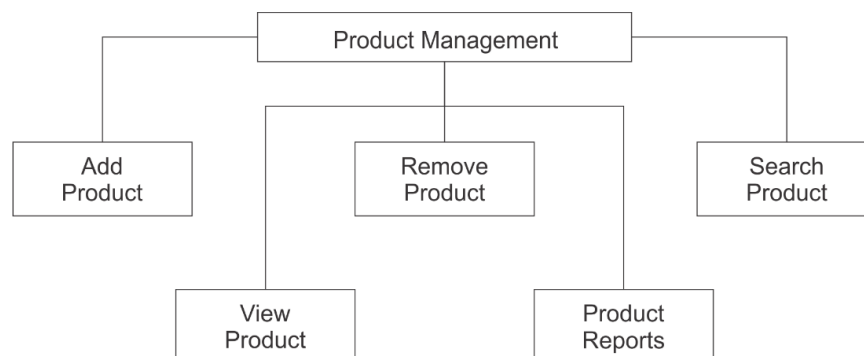 Product Management
Add
Product
Remove
Product
Search
Product
View
Product
Product
Reports